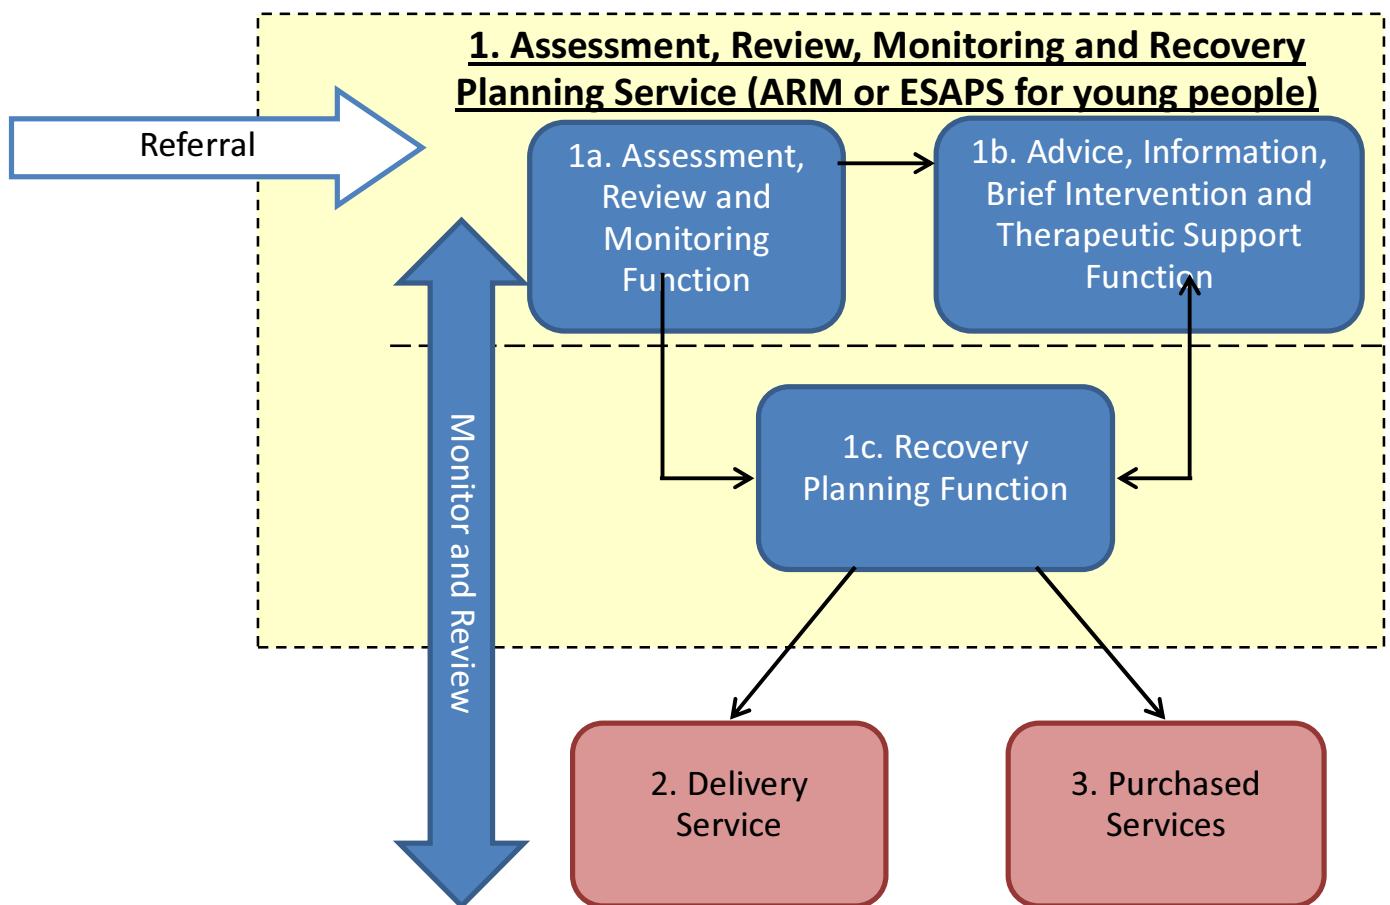 1. Assessment, Review, Monitoring and Recovery
Planning Service (ARM or ESAPS for young people)
Referral
1a. Assessment,
Review and
Monitoring
Function
1b. Advice, Information,
Brief Intervention and
Therapeutic Support
Function
Monitor and Review
1c. Recovery
Planning Function
2. Delivery
Service
3. Purchased
Services